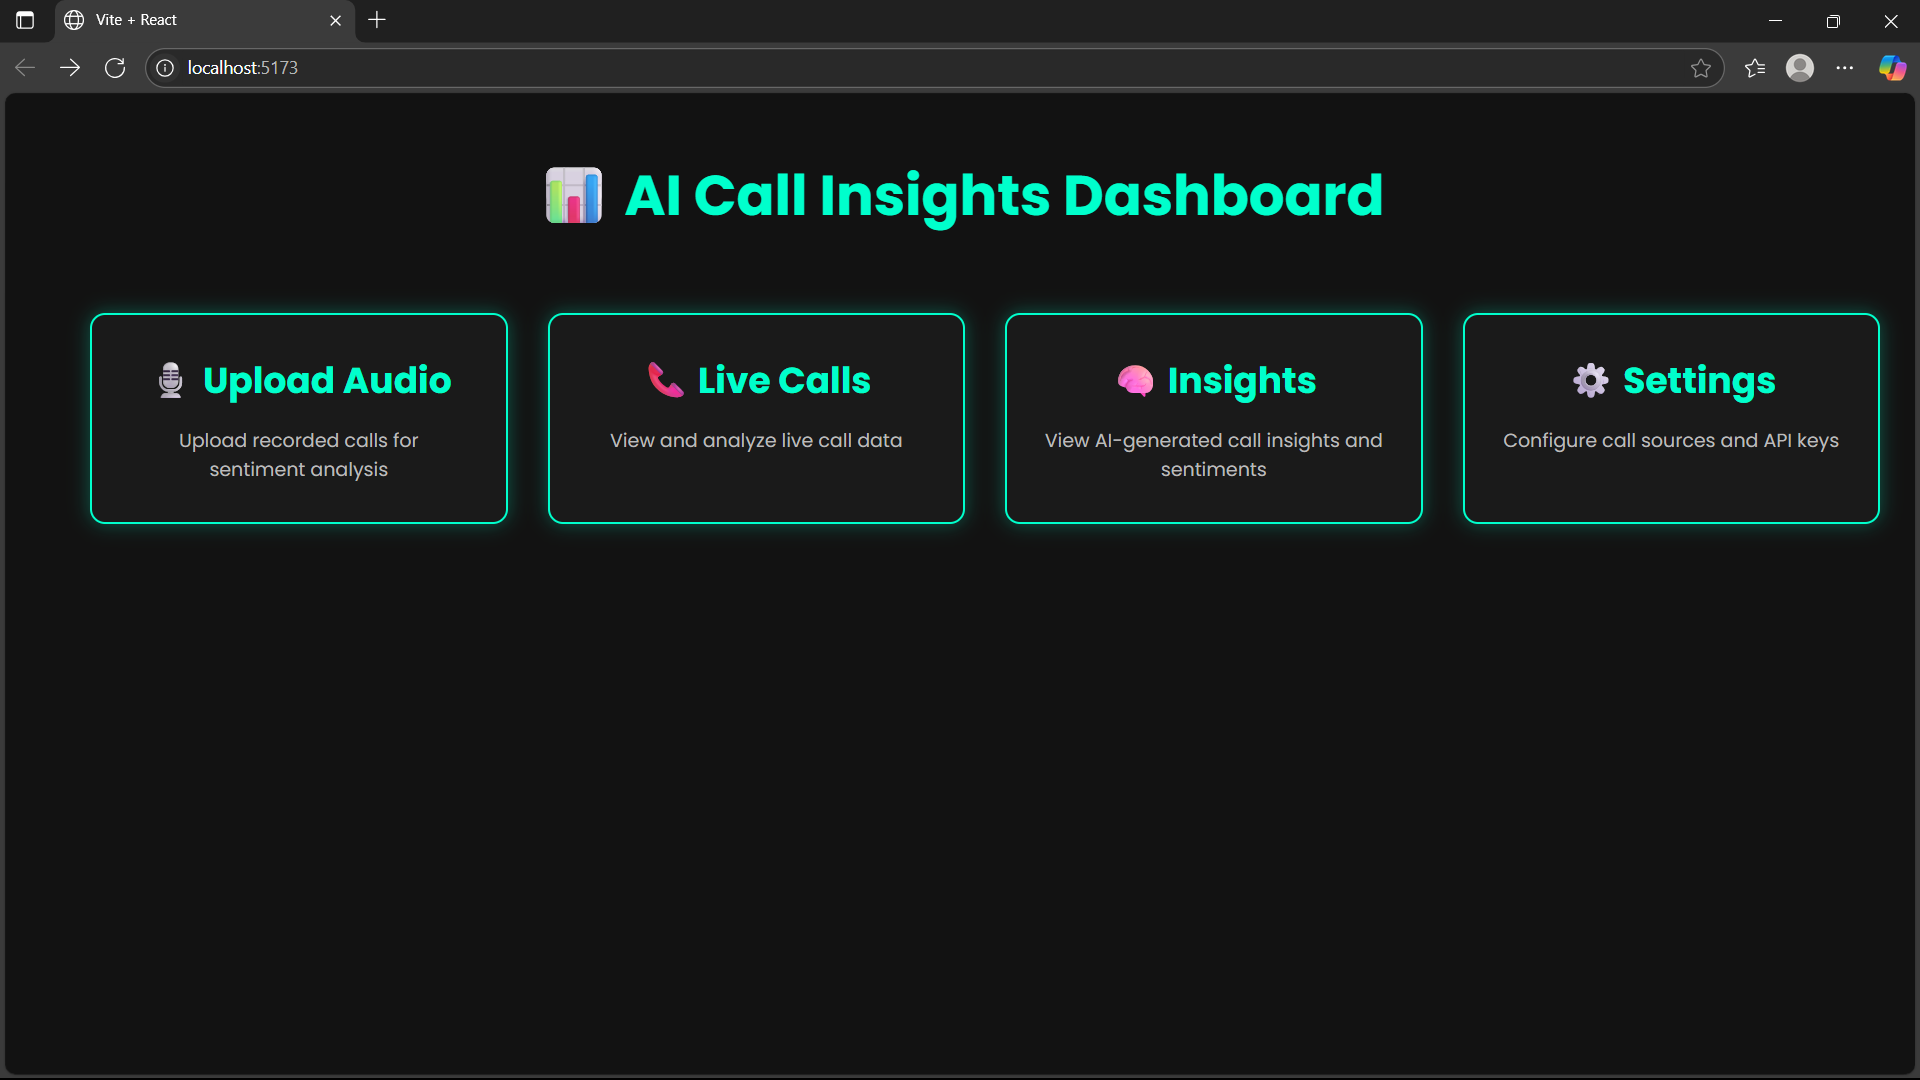 Vite + React
localhost:5173
AI Call Insights Dashboard
Upload Audio
Upload recorded calls for
sentiment analysis
Live Calls
View and analyze live call data
Insights
View AI-generated call insights and
sentiments
Settings
Configure call sources and API keys